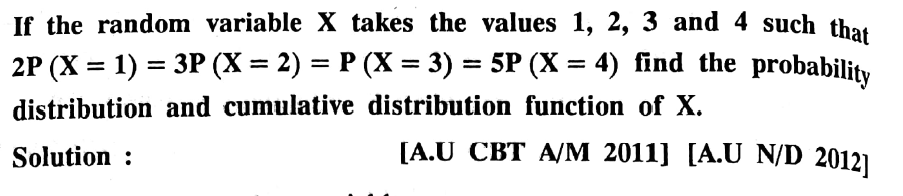 If the random variable X takes the values 1, 2, 3 and 4 such that
2P (X = 1) = 3P (X = 2) = P (X = 3) = 5P (X = 4) find the probability
distribution and cumulative distribution function of X.
Solution : [A.U CBT A/M 2011] [A.U N/D 2012]